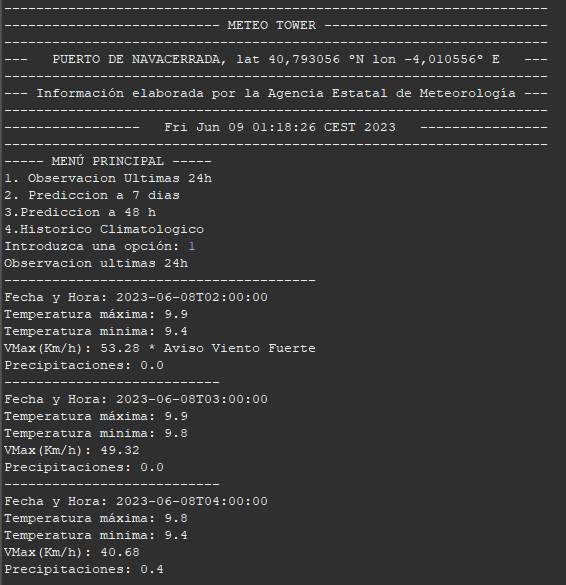 --------------------------------------------------------------------
--------------------------- METEO TOWER ----------------------------
--------------------------------------------------------------------
---   PUERTO DE NAVACERRADA, lat 40,793056 ºN lon -4,010556º E   ---
--------------------------------------------------------------------
--- Información elaborada por la Agencia Estatal de Meteorología ---
--------------------------------------------------------------------
-----------------   Fri Jun 09 01:18:26 CEST 2023   ----------------
--------------------------------------------------------------------
----- MENÚ PRINCIPAL -----
1. Observacion Ultimas 24h
2. Prediccion a 7 dias
3.Prediccion a 48 h
4.Historico Climatologico
Introduzca una opción: 1
Observacion ultimas 24h
---------------------------------------
Fecha y Hora: 2023-06-08T02:00:00
Temperatura máxima: 9.9
Temperatura minima: 9.4
VMax(Km/h): 53.28 * Aviso Viento Fuerte
Precipitaciones: 0.0
---------------------------
Fecha y Hora: 2023-06-08T03:00:00
Temperatura máxima: 9.9
Temperatura minima: 9.8
VMax(Km/h): 49.32
Precipitaciones: 0.0
---------------------------
Fecha y Hora: 2023-06-08T04:00:00
Temperatura máxima: 9.8
Temperatura minima: 9.4
VMax(Km/h): 40.68
Precipitaciones: 0.4